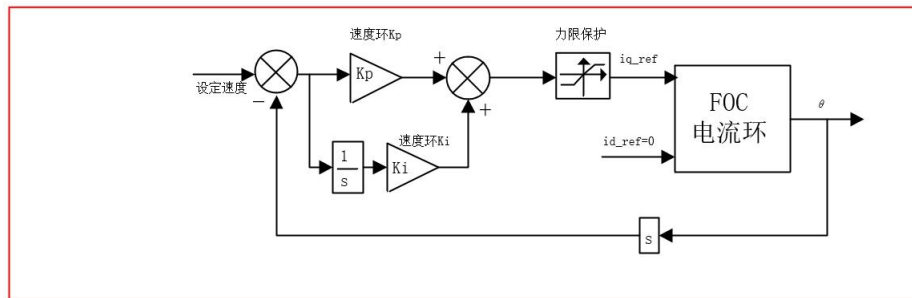 速度环Kp
力限保护
+
Kp
iq_ref
设定速度
−
+
FOC
电流环
θ
速度环Ki
1
s
Ki
id_ref=0
s